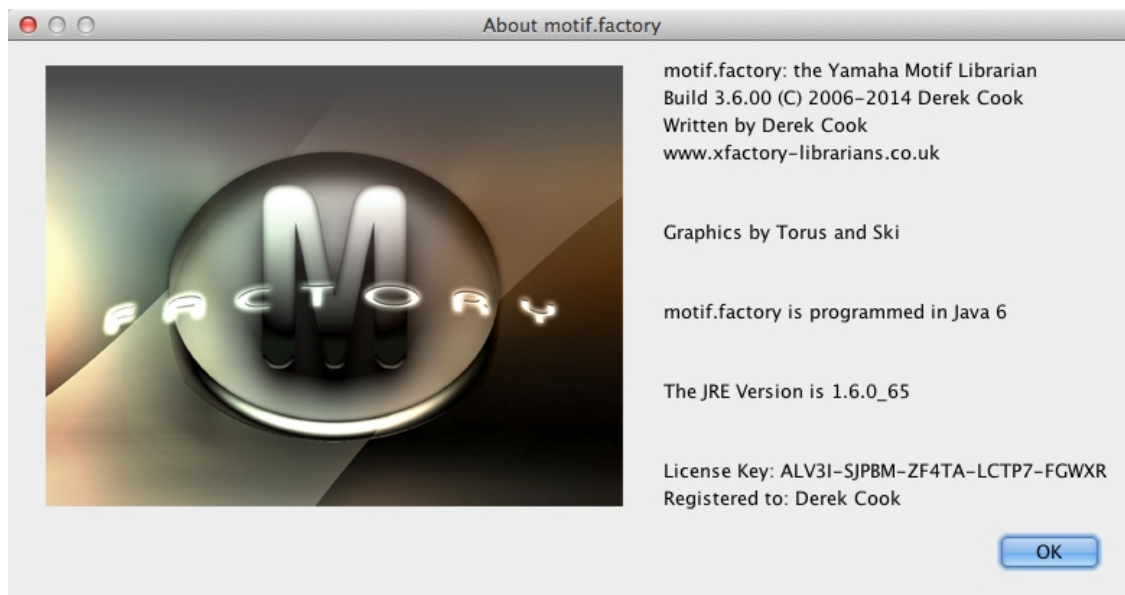 About motif.factory
M
FACTORY
motif.factory: the Yamaha Motif Librarian
Build 3.6.00 (C) 2006-2014 Derek Cook
Written by Derek Cook
www.xfactory-librarians.co.uk
Graphics by Torus and Ski
motif.factory is programmed in Java 6
The JRE Version is 1.6.0_65
License Key: ALV3I-SJPBM-ZF4TA-LCTP7-FGWXR
Registered to: Derek Cook
OK